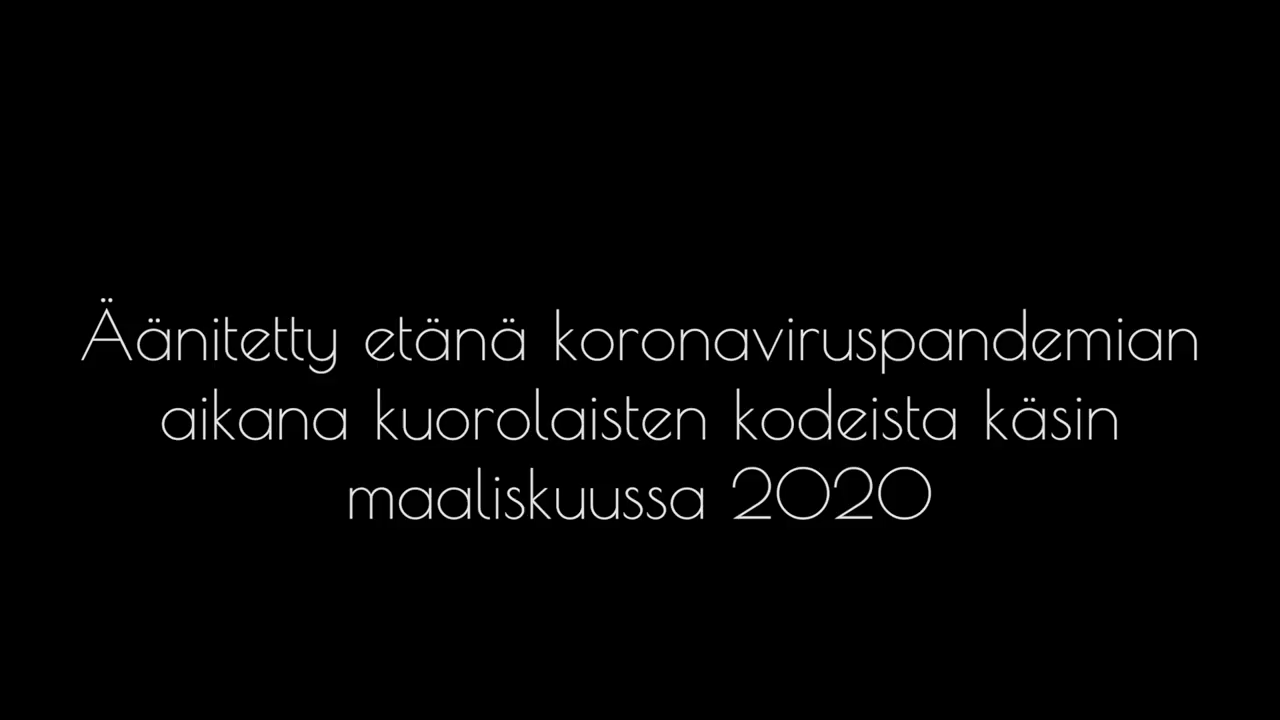 Äänitetty etänä koronaviruspandemian
aikana kuorolaisten kodeista käsin
maaliskuussa 2020